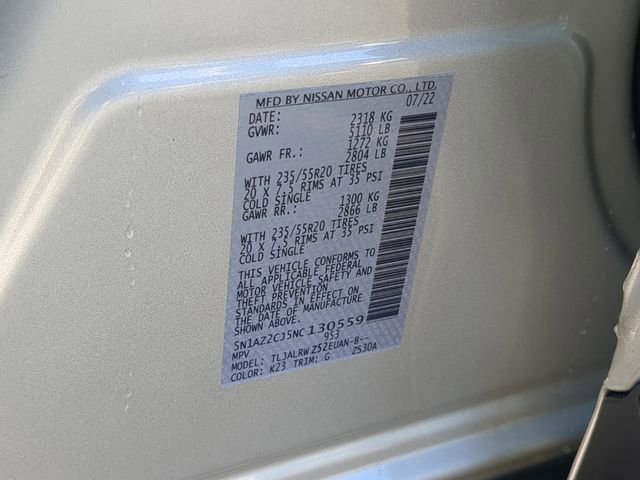 MFD BY NISSAN MOTOR CO., LTD.
DATE: 07/22
GVWR: 2318 KG
5110 LB
GAWR FR.: 1272 KG
2804 LB
WITH 235/55R20 TIRES
20 X 7.5 RIMS AT 35 PSI
COLD SINGLE
GAWR RR.: 1300 KG
2866 LB
WITH 235/55R20 TIRES
20 X 7.5 RIMS AT 35 PSI
COLD SINGLE
THIS VEHICLE CONFORMS TO
ALL APPLICABLE FEDERAL
MOTOR VEHICLE SAFETY AND
THEFT PREVENTION
STANDARDS IN EFFECT ON
THE DATE OF MANUFACTURE
5N1AZ2CJ5NC130559
MPV 953
MODEL: TLJALRWZ52EUAN-B--
COLOR: K23 TRIM: G ZS30A